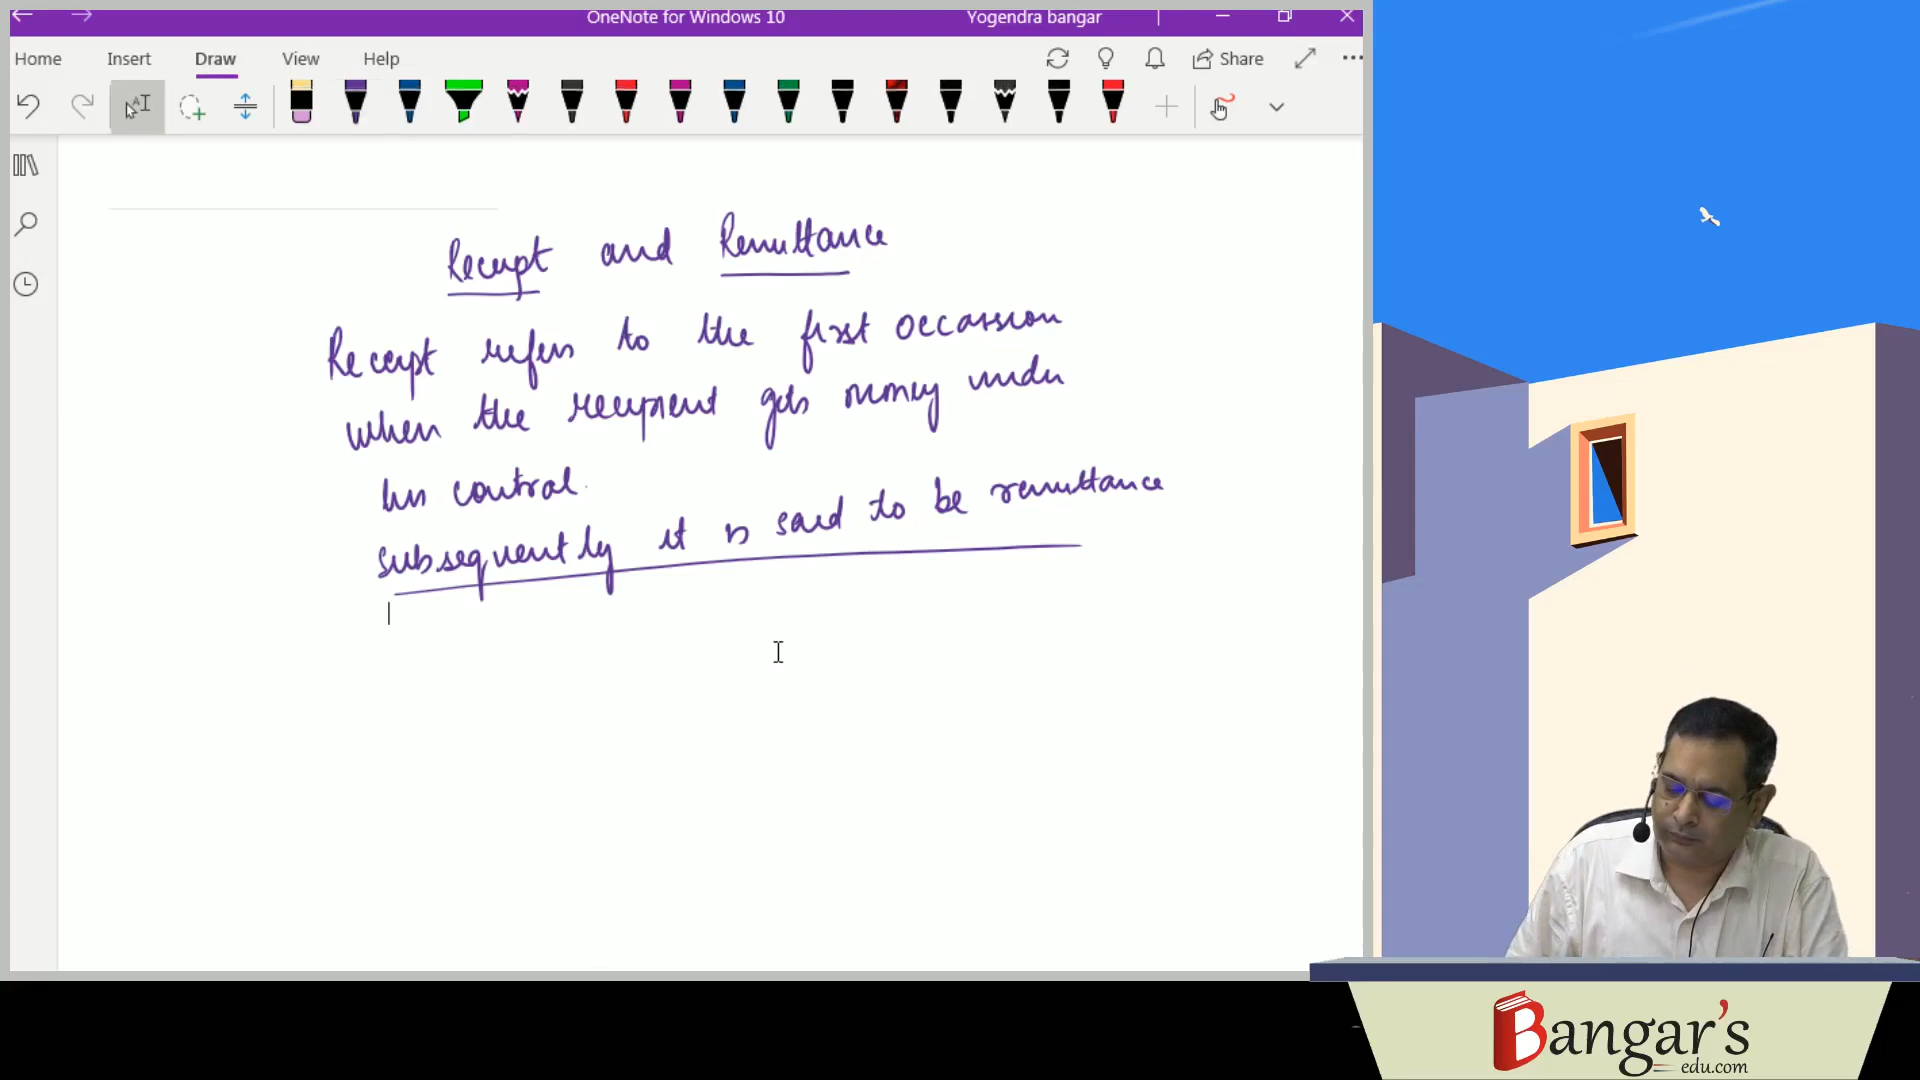 OneNote for Windows 10
Yogendra bangar
Home Insert Draw View Help
Share
Receipt and Remittance
Receipt refers to the first occassion
when the recipient gets money under
his control.
subsequently it is said to be remittance
Bangar's
edu.com